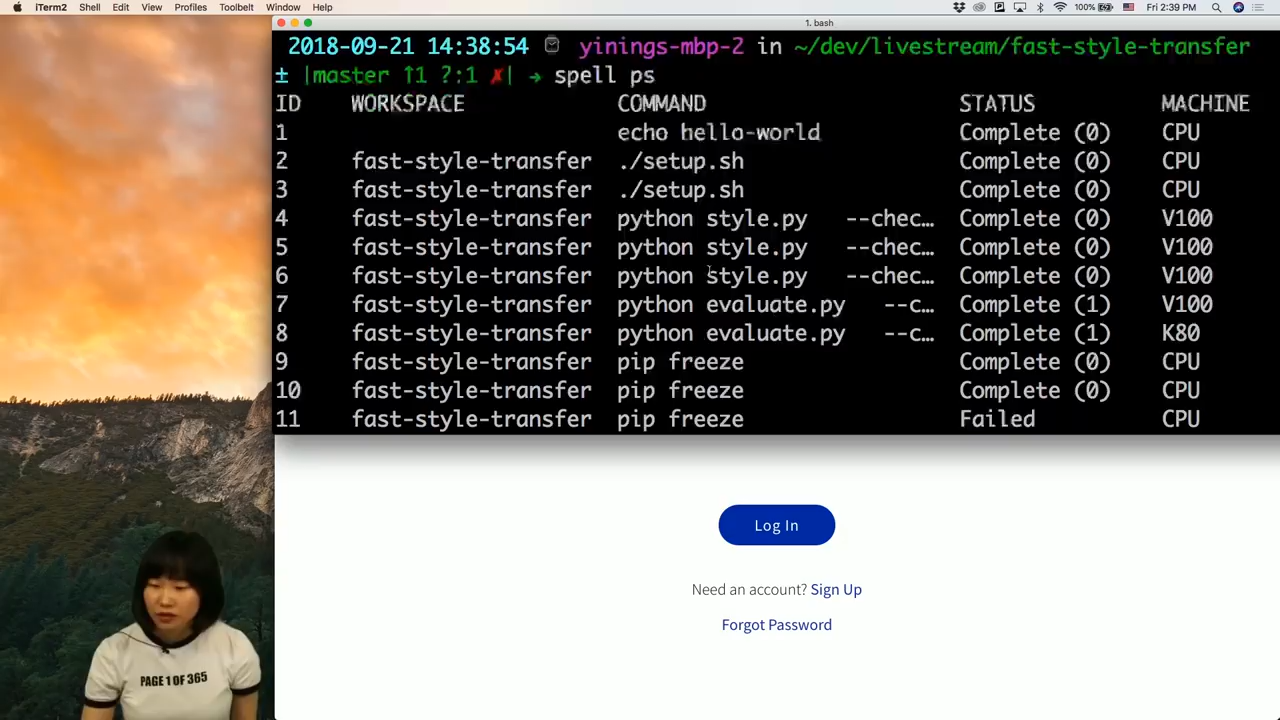 iTerm2 Shell Edit View Profiles Toolbelt Window Help 100% Fri 2:39 PM
1. bash
2018-09-21 14:38:54 yinings-mbp-2 in ~/dev/livestream/fast-style-transfer
± |master ↑1 ?:1 ✗| → spell ps
ID WORKSPACE COMMAND STATUS MACHINE
1 echo hello-world Complete (0) CPU
2 fast-style-transfer ./setup.sh Complete (0) CPU
3 fast-style-transfer ./setup.sh Complete (0) CPU
4 fast-style-transfer python style.py --chec… Complete (0) V100
5 fast-style-transfer python style.py --chec… Complete (0) V100
6 fast-style-transfer python style.py --chec… Complete (0) V100
7 fast-style-transfer python evaluate.py --c… Complete (1) V100
8 fast-style-transfer python evaluate.py --c… Complete (1) K80
9 fast-style-transfer pip freeze Complete (0) CPU
10 fast-style-transfer pip freeze Complete (0) CPU
11 fast-style-transfer pip freeze Failed CPU
Log In
Need an account? Sign Up
Forgot Password
PAGE 1 OF 365